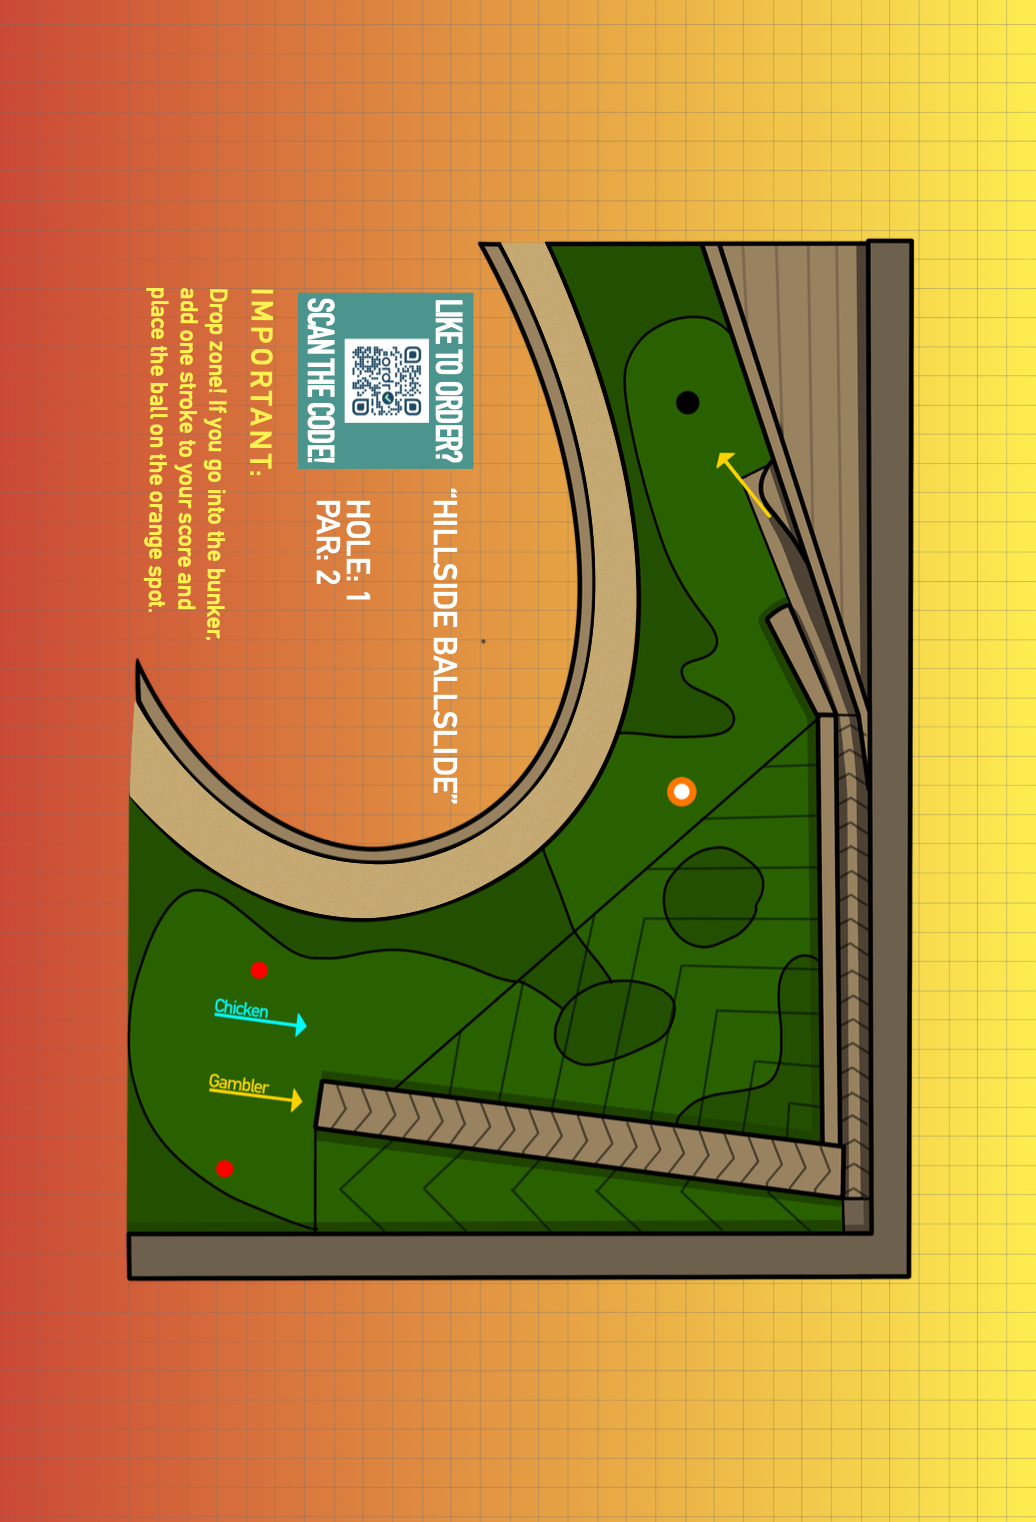 “HILLSIDE BALLSLIDE”
LIKE TO ORDER?
ordr
SCAN THE CODE!
HOLE: 1
PAR: 2
IMPORTANT:
Drop zone! If you go into the bunker,
add one stroke to your score and
place the ball on the orange spot.
Chicken
Gambler